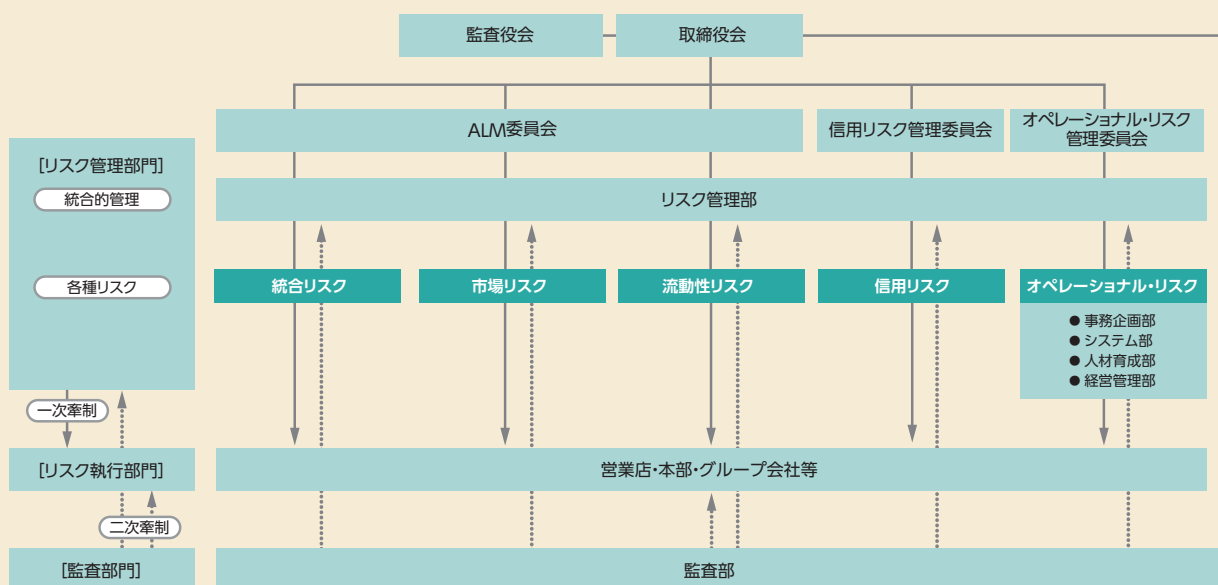 監査役会
取締役会
ALM委員会
信用リスク管理委員会
オペレーショナル・リスク
管理委員会
[リスク管理部門]
統合的管理
リスク管理部
各種リスク
統合リスク
市場リスク
流動性リスク
信用リスク
オペレーショナル・リスク
● 事務企画部
● システム部
● 人材育成部
● 経営管理部
一次牽制
[リスク執行部門]
営業店・本部・グループ会社等
二次牽制
[監査部門]
監査部